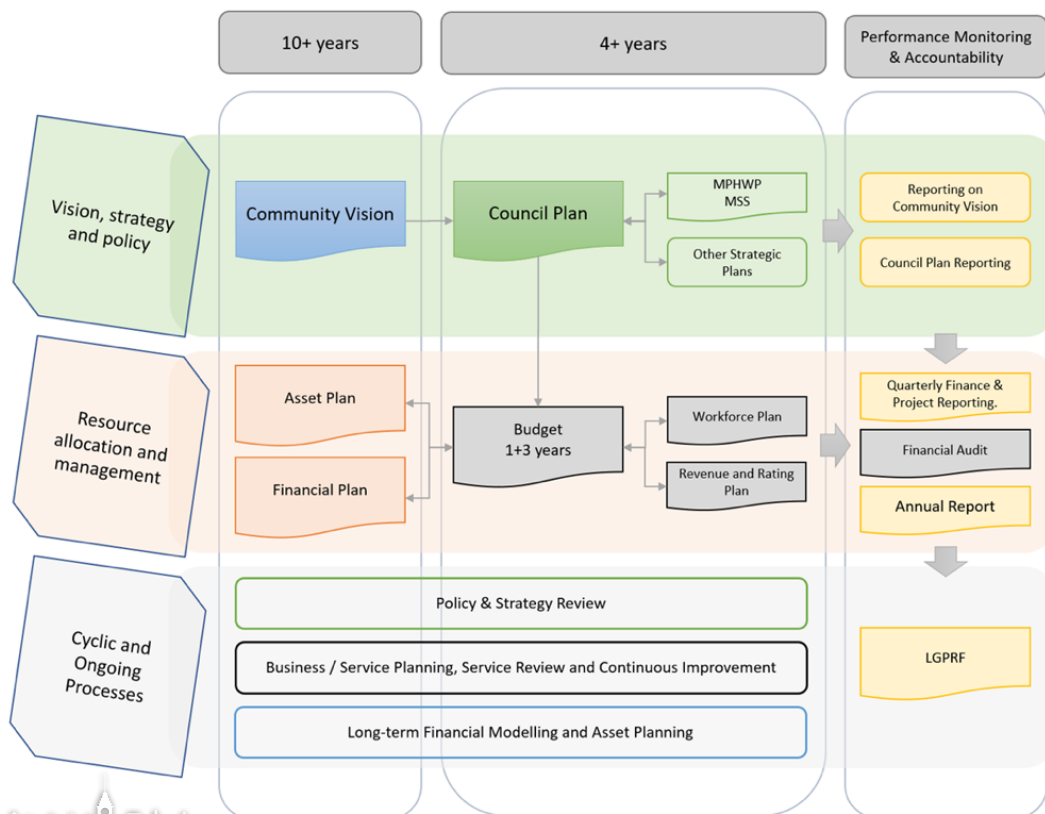 10+ years
4+ years
Performance Monitoring
& Accountability
Vision, strategy
and policy
Community Vision
Council Plan
MPHWP
MSS
Other Strategic
Plans
Reporting on
Community Vision
Council Plan Reporting
Resource
allocation and
management
Asset Plan
Financial Plan
Budget
1+3 years
Workforce Plan
Revenue and Rating
Plan
Quarterly Finance &
Project Reporting.
Financial Audit
Annual Report
Cyclic and
Ongoing
Processes
Policy & Strategy Review
Business / Service Planning, Service Review and Continuous Improvement
Long-term Financial Modelling and Asset Planning
LGPRF